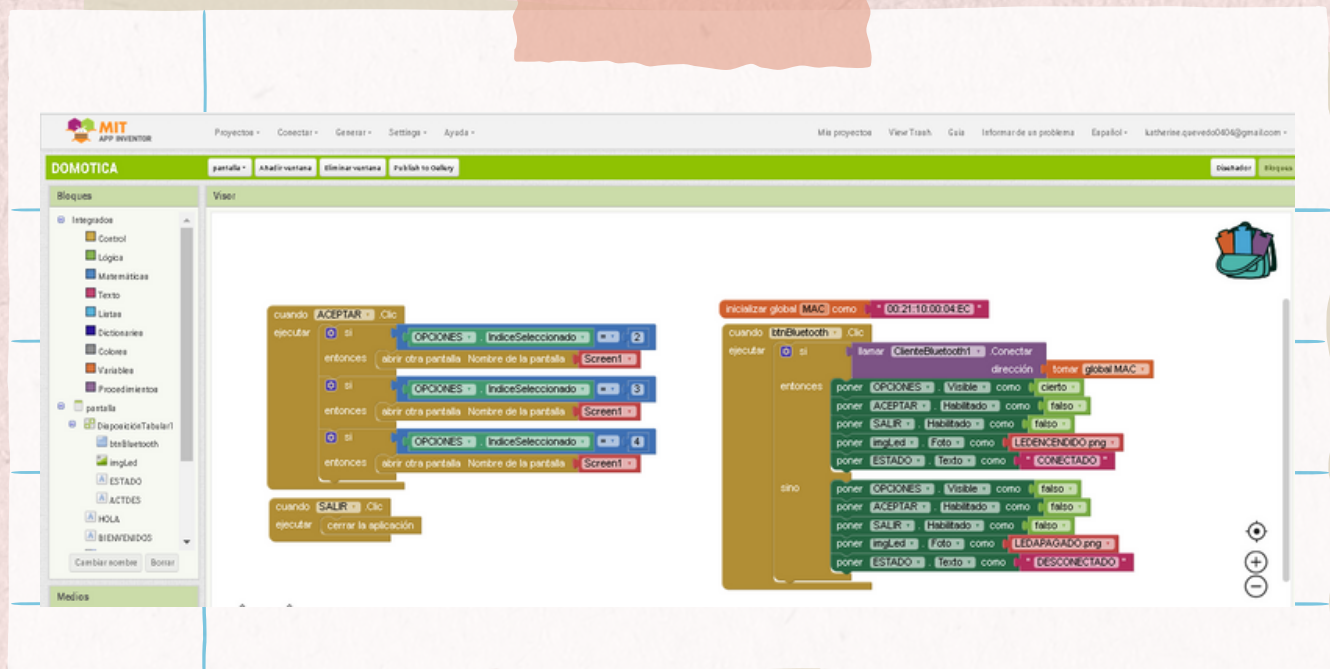 MIT
APP INVENTOR
Proyectos Conectar Generar Settings Ayuda
Mis proyectos View Trash Guía Informar de un problema Español katherine.quevedo0404@gmail.com
DOMOTICA
pantalla Añadir ventana Eliminar ventana Publish to Gallery
Diseñador Bloques
Bloques
Visor
Integrados
Control
Lógica
Matemáticas
Texto
Listas
Dictionaries
Colores
Variables
Procedimientos
pantalla
DisposiciónTabular1
btnBluetooth
imgLed
ESTADO
ACTDES
HOLA
BIENVENIDOS
Cambiar nombre Borrar
Medios
cuando ACEPTAR .Clic
ejecutar si OPCIONES . IndiceSeleccionado = 2
entonces abrir otra pantalla Nombre de la pantalla Screen1
si OPCIONES . IndiceSeleccionado = 3
entonces abrir otra pantalla Nombre de la pantalla Screen1
si OPCIONES . IndiceSeleccionado = 4
entonces abrir otra pantalla Nombre de la pantalla Screen1
cuando SALIR .Clic
ejecutar cerrar la aplicación
inicializar global MAC como " 00:21:10:00:04:EC "
cuando btnBluetooth .Clic
ejecutar si llamar ClienteBluetooth1 .Conectar
dirección tomar global MAC
entonces poner OPCIONES . Visible como cierto
poner ACEPTAR . Habilitado como falso
poner SALIR . Habilitado como falso
poner imgLed . Foto como LEDENCENDIDO.png
poner ESTADO . Texto como " CONECTADO "
sino poner OPCIONES . Visible como falso
poner ACEPTAR . Habilitado como falso
poner SALIR . Habilitado como falso
poner imgLed . Foto como LEDAPAGADO.png
poner ESTADO . Texto como " DESCONECTADO "